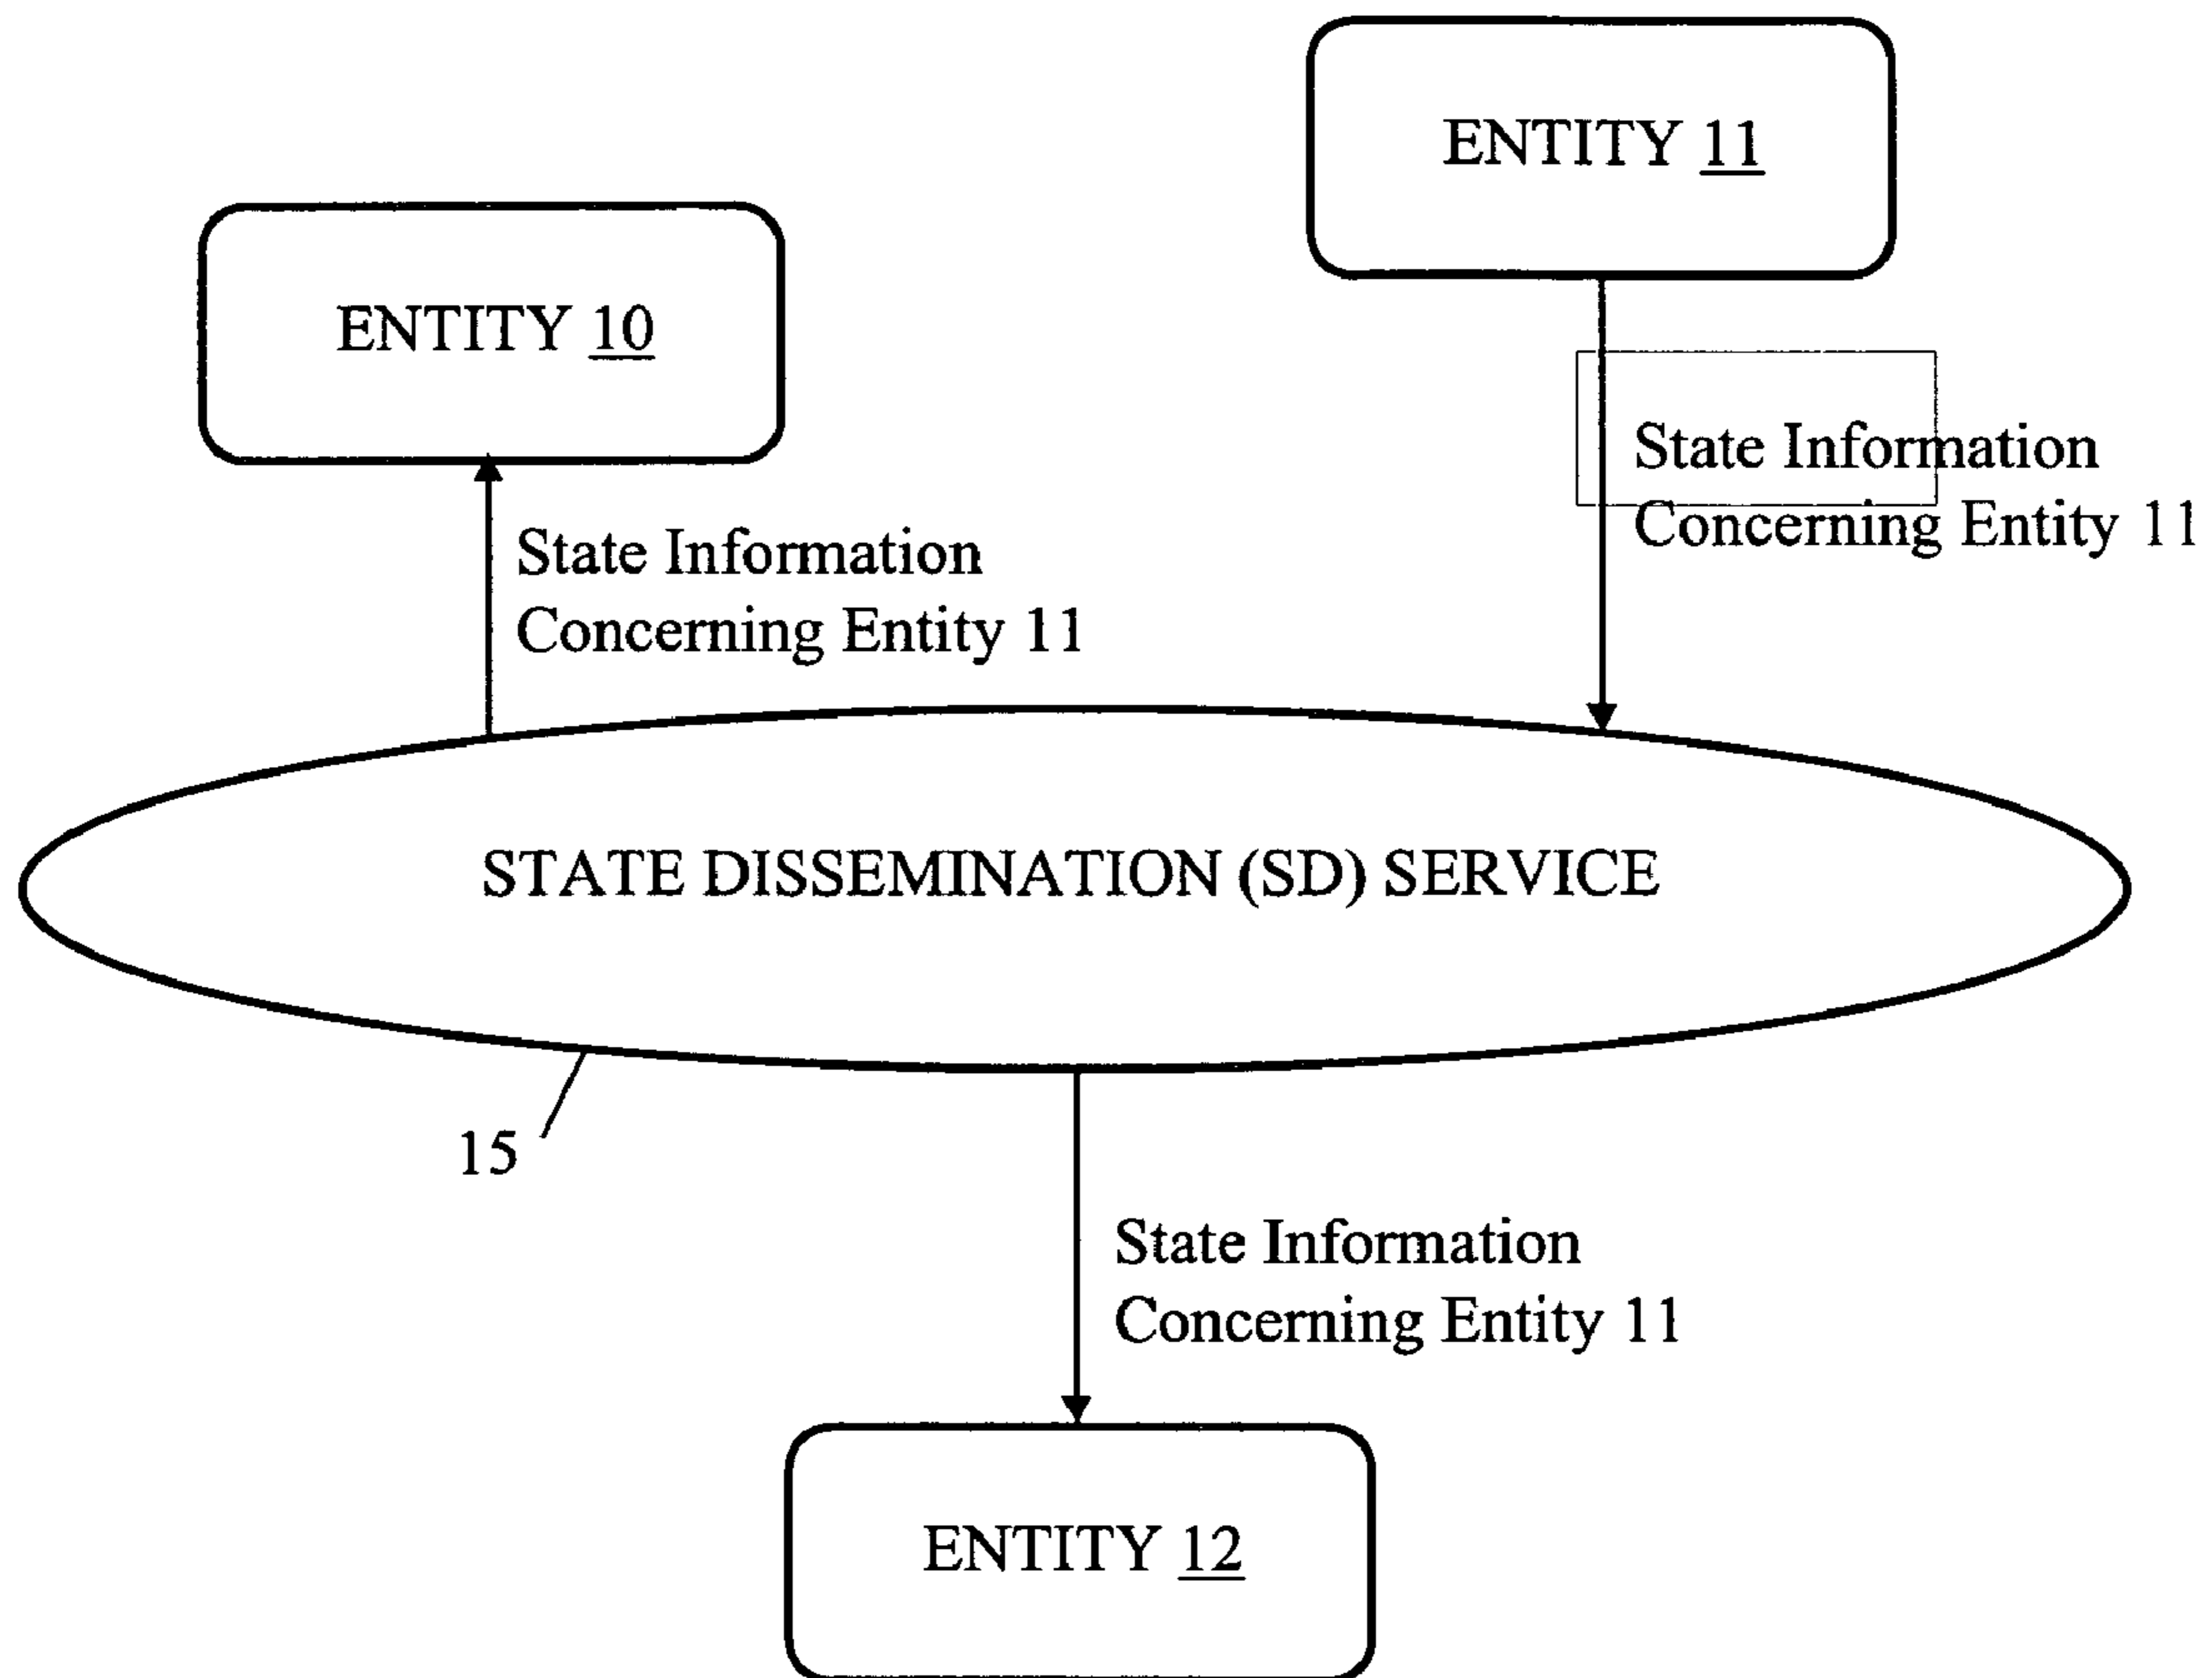 ENTITY 11
ENTITY 10
State Information
Concerning Entity 11
State Information
Concerning Entity 11
STATE DISSEMINATION (SD) SERVICE
15
State Information
Concerning Entity 11
ENTITY 12